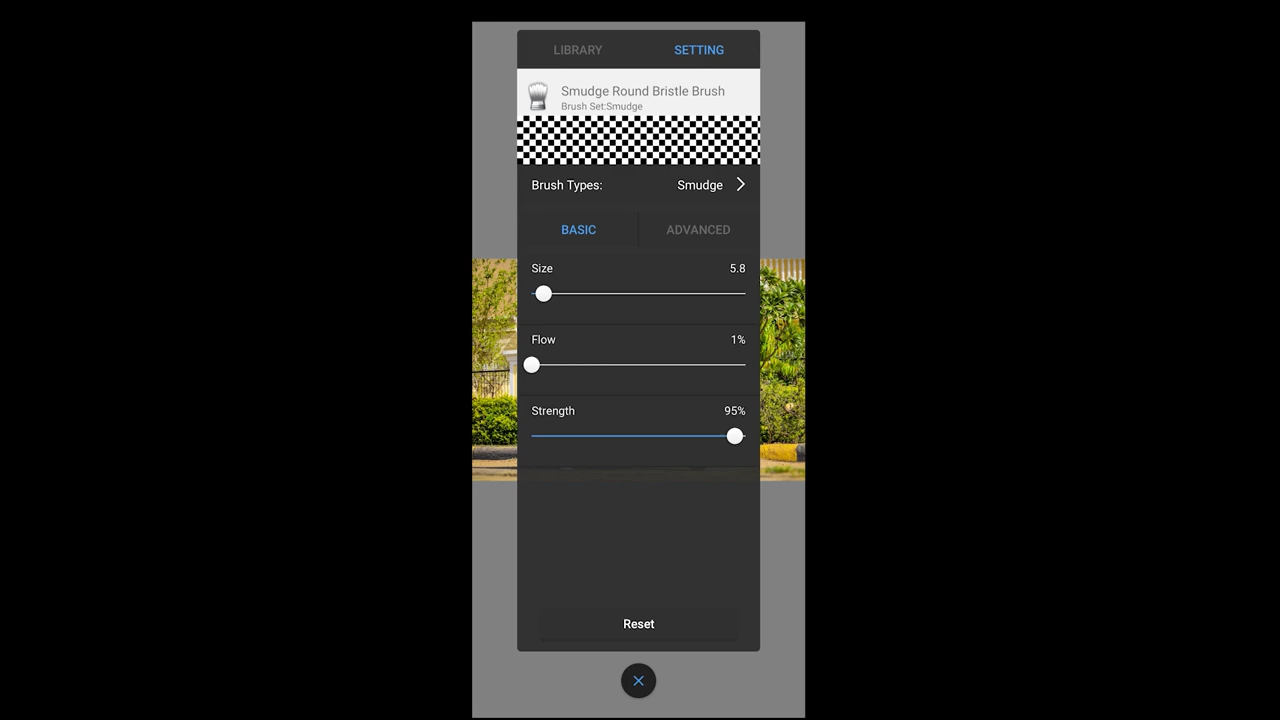 LIBRARY SETTING
Smudge Round Bristle Brush
Brush Set:Smudge
Brush Types: Smudge
BASIC ADVANCED
Size 5.8
Flow 1%
Strength 95%
Reset